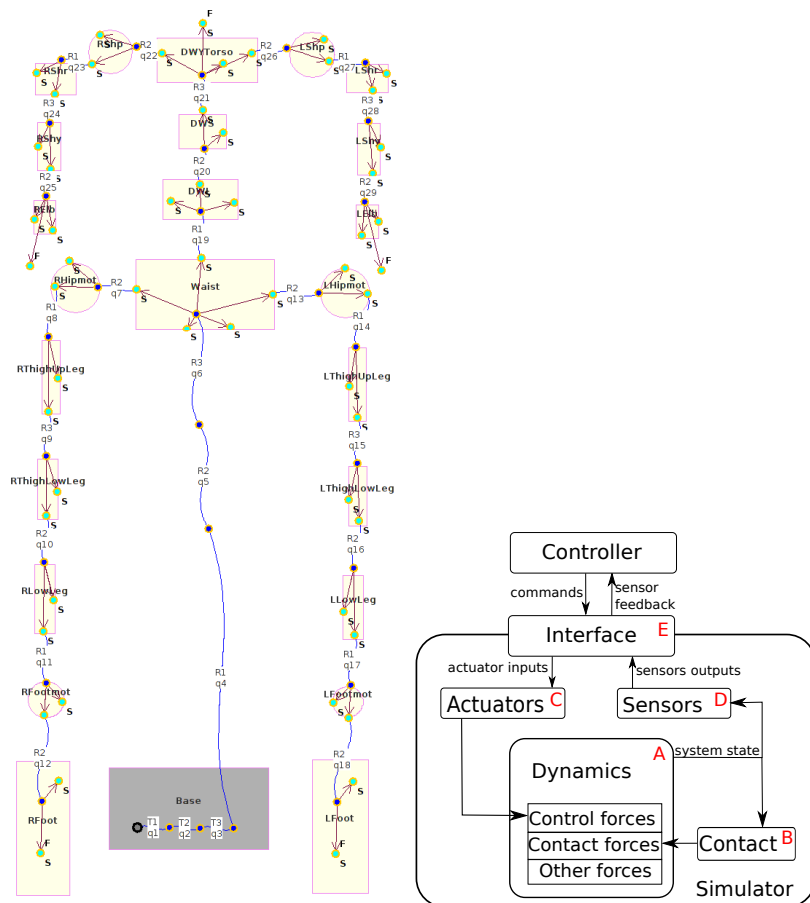 F
RShp
R2
q22
S
S
S
DWYTorso
R2
q26
S
S
S
LShp
S
S
R1
q23
R1
q27
RShr
S
S
LShr
S
S
R3
q24
R3
q21
R3
q28
DWS
S
S
RShy
S
S
LShy
S
S
R2
q20
R2
q25
R2
q29
DWL
S
S
S
RElb
S
S
LElb
S
S
F
F
R1
q19
RHipmot
S
S
R2
q7
Waist
S
S
S
S
S
R2
q13
LHipmot
S
S
R1
q8
R1
q14
R3
q6
RThighUpLeg
S
S
LThighUpLeg
S
S
R3
q9
R3
q15
R2
q5
RThighLowLeg
S
S
LThighLowLeg
S
S
R2
q10
R2
q16
RLowLeg
S
S
LLowLeg
S
S
R1
q11
R1
q17
R1
q4
RFootmot
S
LFootmot
S
R2
q12
R2
q18
RFoot
S
F
S
Base
T1
q1
T2
q2
T3
q3
LFoot
S
F
S
Controller
commands
sensor
feedback
Interface
E
actuator inputs
sensors outputs
Actuators
C
Sensors
D
A
system state
Dynamics
Control forces
Contact forces
Other forces
Contact
B
Simulator